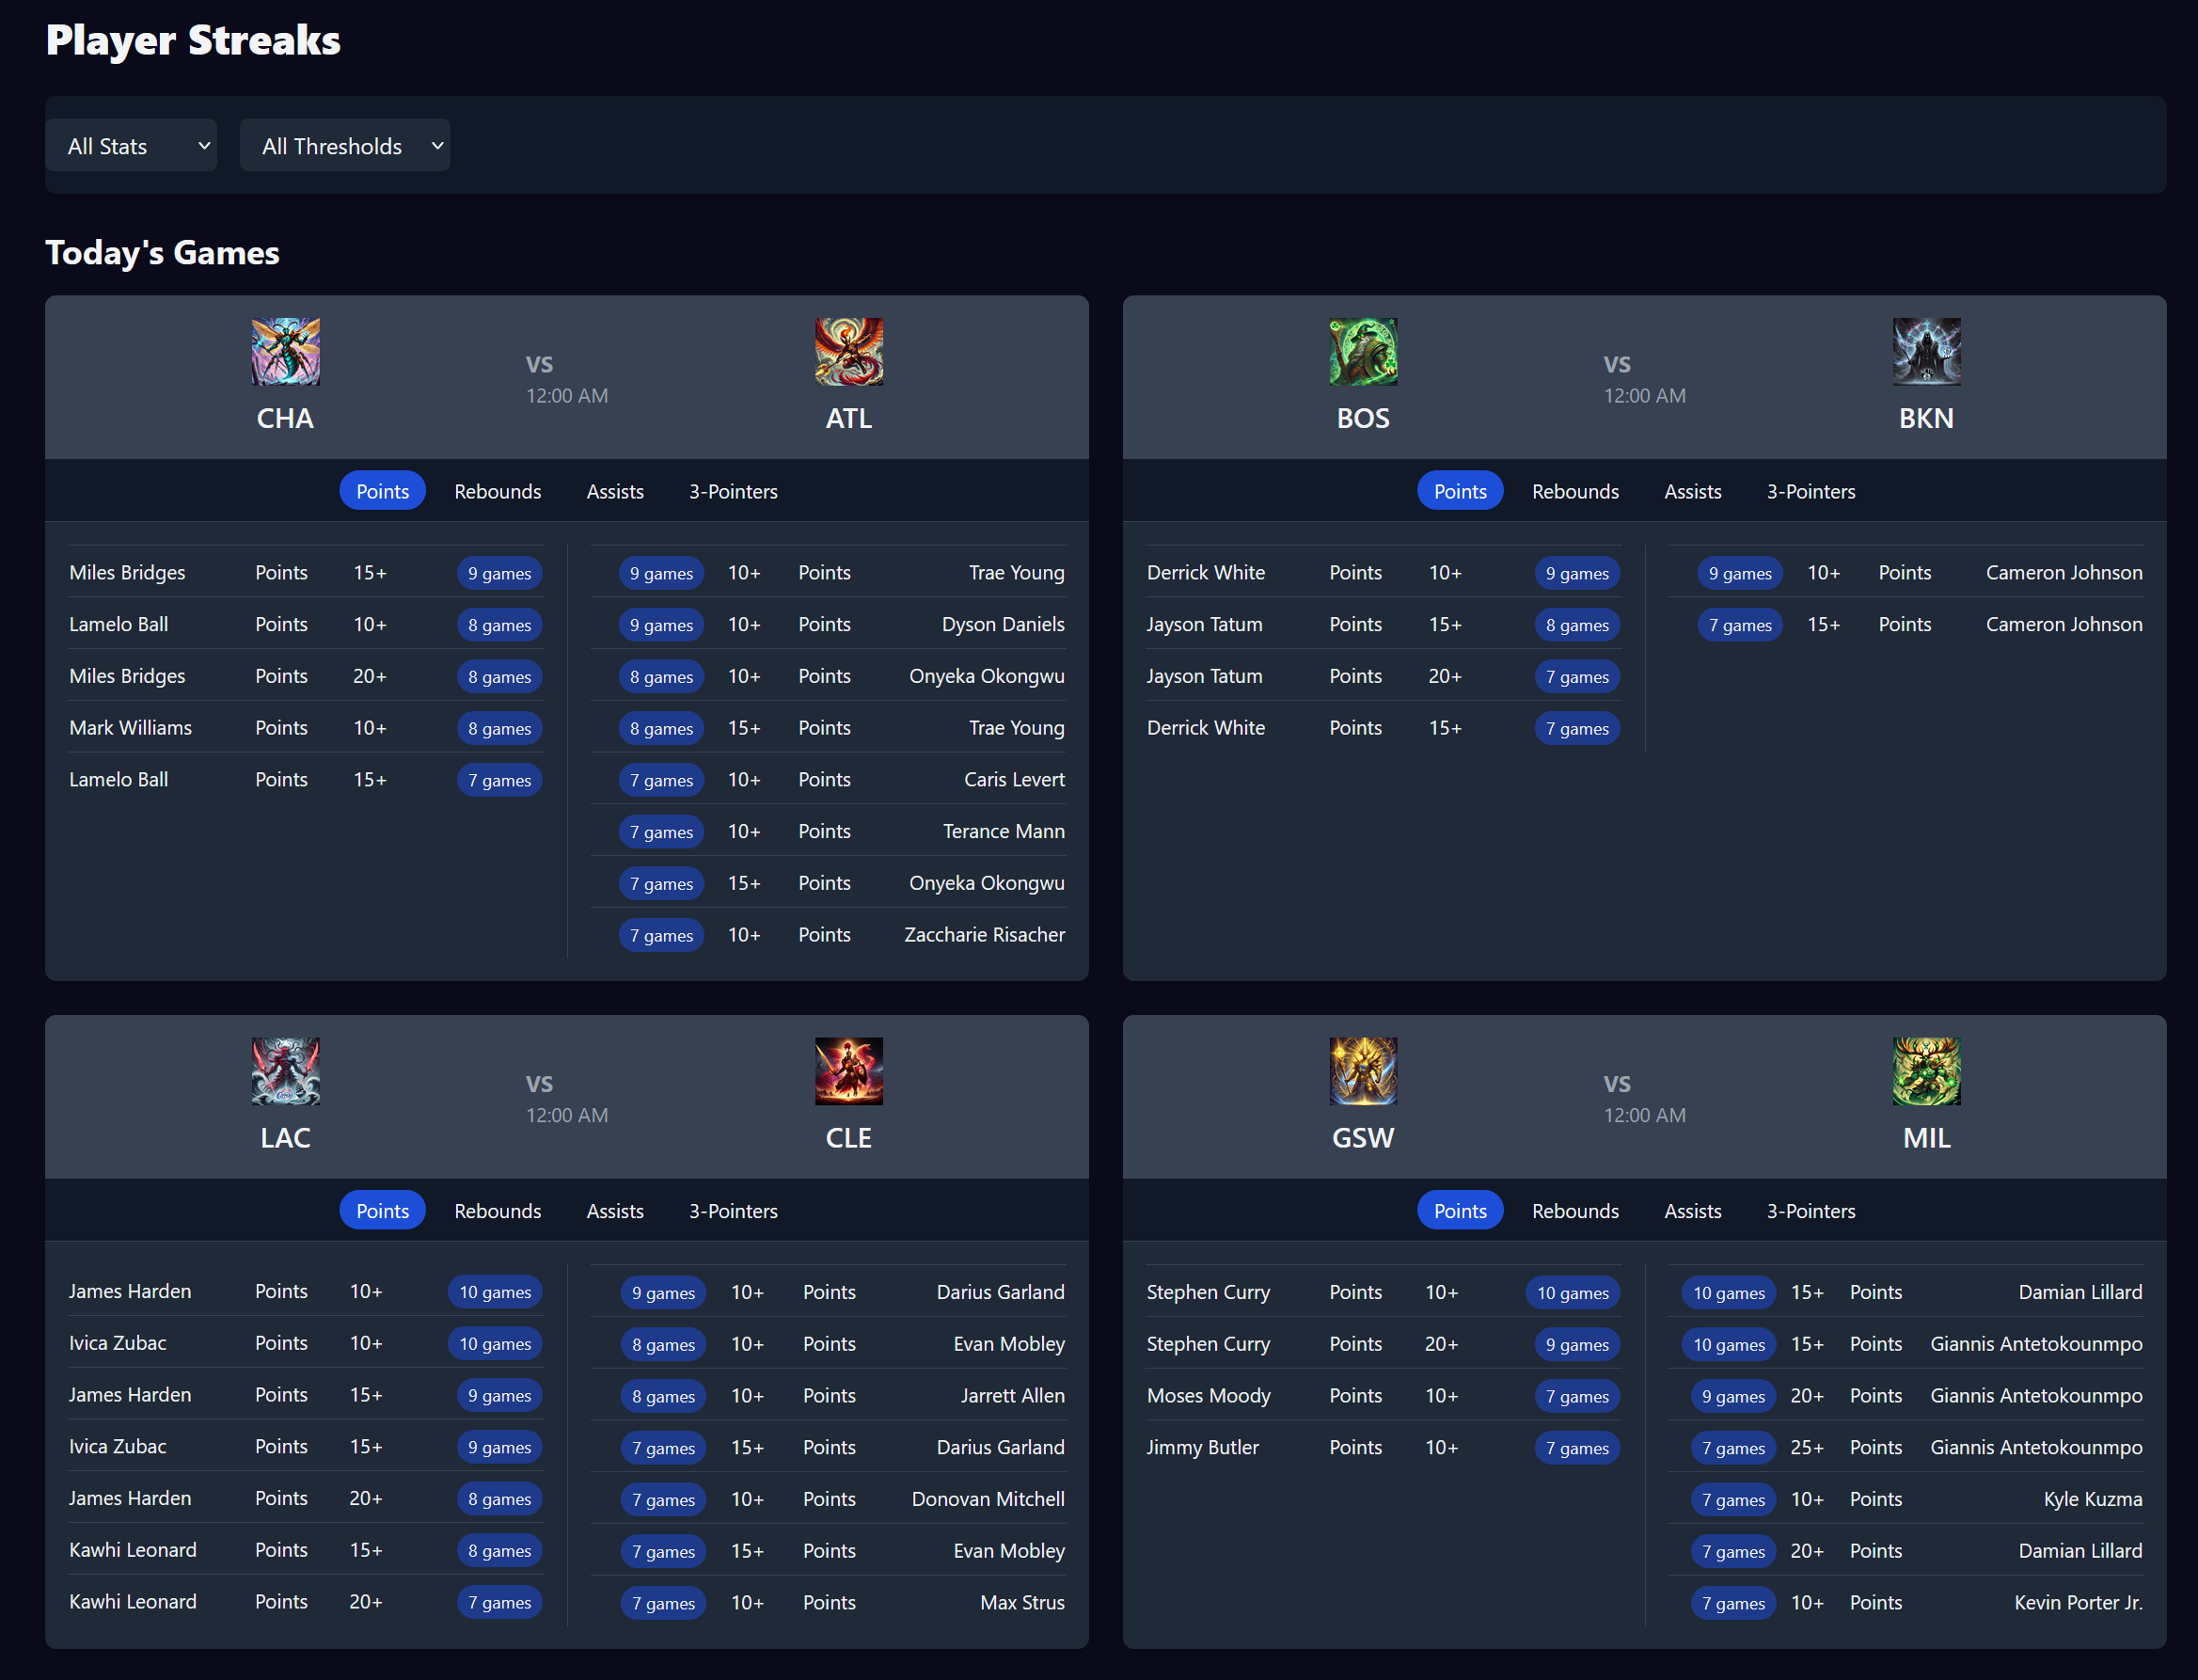 Player Streaks
All Stats All Thresholds
Today's Games
CHA VS 12:00 AM ATL
Points Rebounds Assists 3-Pointers
Miles Bridges Points 15+ 9 games
Lamelo Ball Points 10+ 8 games
Miles Bridges Points 20+ 8 games
Mark Williams Points 10+ 8 games
Lamelo Ball Points 15+ 7 games
9 games 10+ Points Trae Young
9 games 10+ Points Dyson Daniels
8 games 10+ Points Onyeka Okongwu
8 games 15+ Points Trae Young
7 games 10+ Points Caris Levert
7 games 10+ Points Terance Mann
7 games 15+ Points Onyeka Okongwu
7 games 10+ Points Zaccharie Risacher
BOS VS 12:00 AM BKN
Points Rebounds Assists 3-Pointers
Derrick White Points 10+ 9 games
Jayson Tatum Points 15+ 8 games
Jayson Tatum Points 20+ 7 games
Derrick White Points 15+ 7 games
9 games 10+ Points Cameron Johnson
7 games 15+ Points Cameron Johnson
LAC VS 12:00 AM CLE
Points Rebounds Assists 3-Pointers
James Harden Points 10+ 10 games
Ivica Zubac Points 10+ 10 games
James Harden Points 15+ 9 games
Ivica Zubac Points 15+ 9 games
James Harden Points 20+ 8 games
Kawhi Leonard Points 15+ 8 games
Kawhi Leonard Points 20+ 7 games
9 games 10+ Points Darius Garland
8 games 10+ Points Evan Mobley
8 games 10+ Points Jarrett Allen
7 games 15+ Points Darius Garland
7 games 10+ Points Donovan Mitchell
7 games 15+ Points Evan Mobley
7 games 10+ Points Max Strus
GSW VS 12:00 AM MIL
Points Rebounds Assists 3-Pointers
Stephen Curry Points 10+ 10 games
Stephen Curry Points 20+ 9 games
Moses Moody Points 10+ 7 games
Jimmy Butler Points 10+ 7 games
10 games 15+ Points Damian Lillard
10 games 15+ Points Giannis Antetokounmpo
9 games 20+ Points Giannis Antetokounmpo
7 games 25+ Points Giannis Antetokounmpo
7 games 10+ Points Kyle Kuzma
7 games 20+ Points Damian Lillard
7 games 10+ Points Kevin Porter Jr.